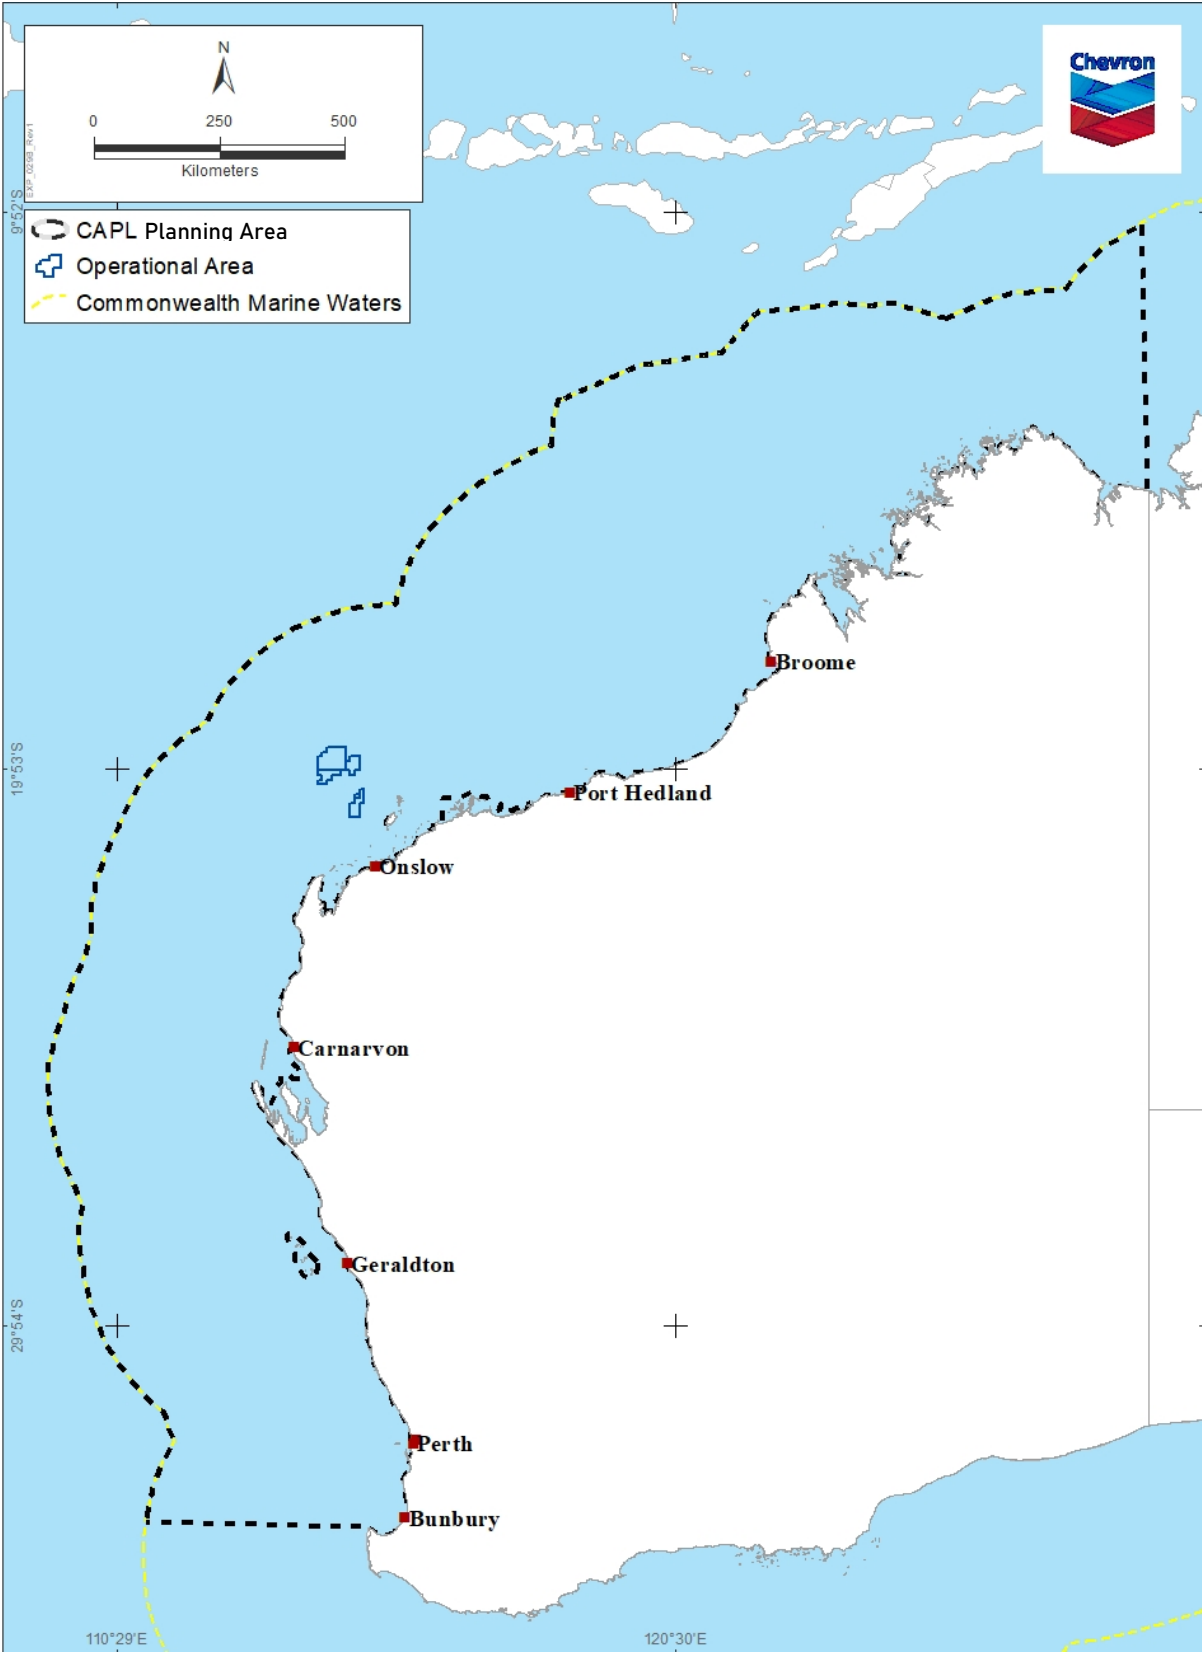 N
0 250 500
Kilometers
EXP_0298_Rev1
Chevron
CAPL Planning Area
Operational Area
Commonwealth Marine Waters
9°52'S
Broome
19°53'S
Port Hedland
Onslow
Carnarvon
Geraldton
29°54'S
Perth
Bunbury
110°29'E 120°30'E